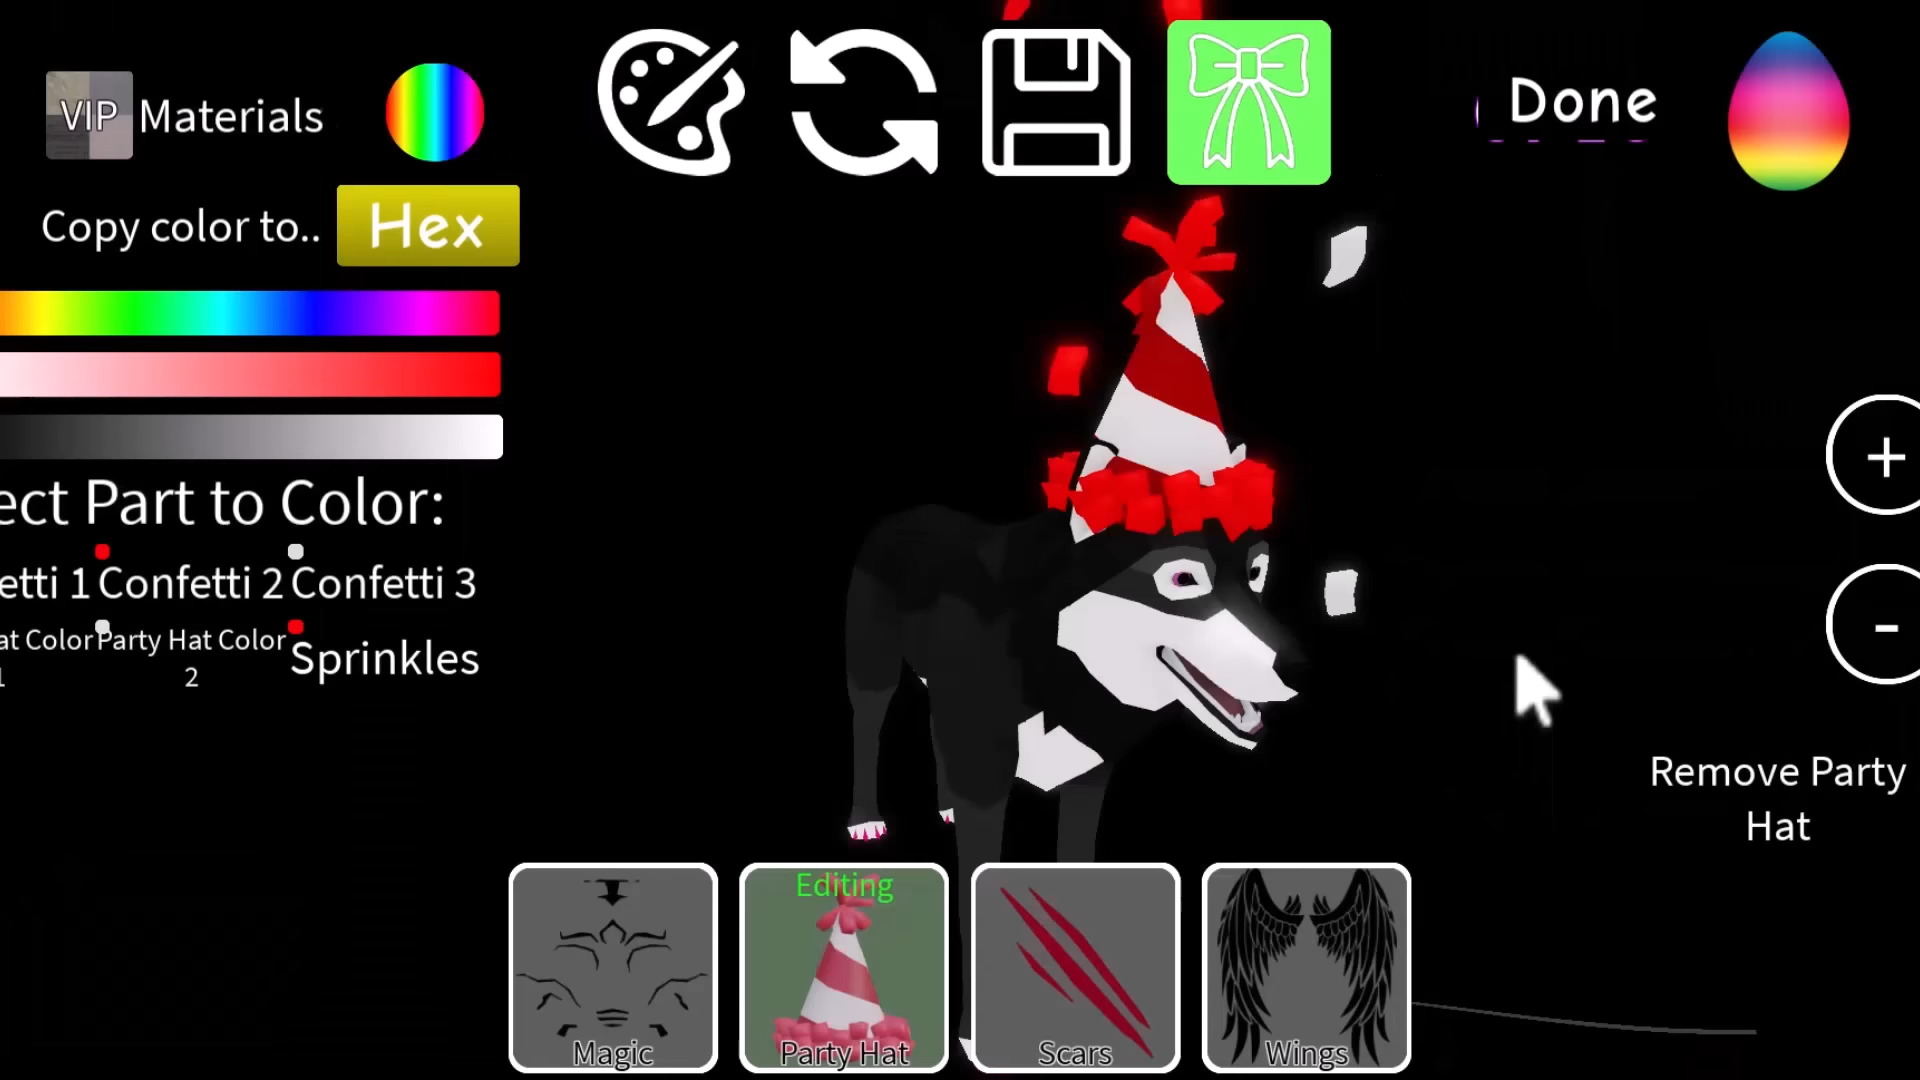 VIP Materials
Done
Copy color to.. Hex
ect Part to Color:
etti 1 Confetti 2 Confetti 3
at Color Party Hat Color Sprinkles
1 2
+
-
Remove Party
Hat
Editing
Magic Party Hat Scars Wings